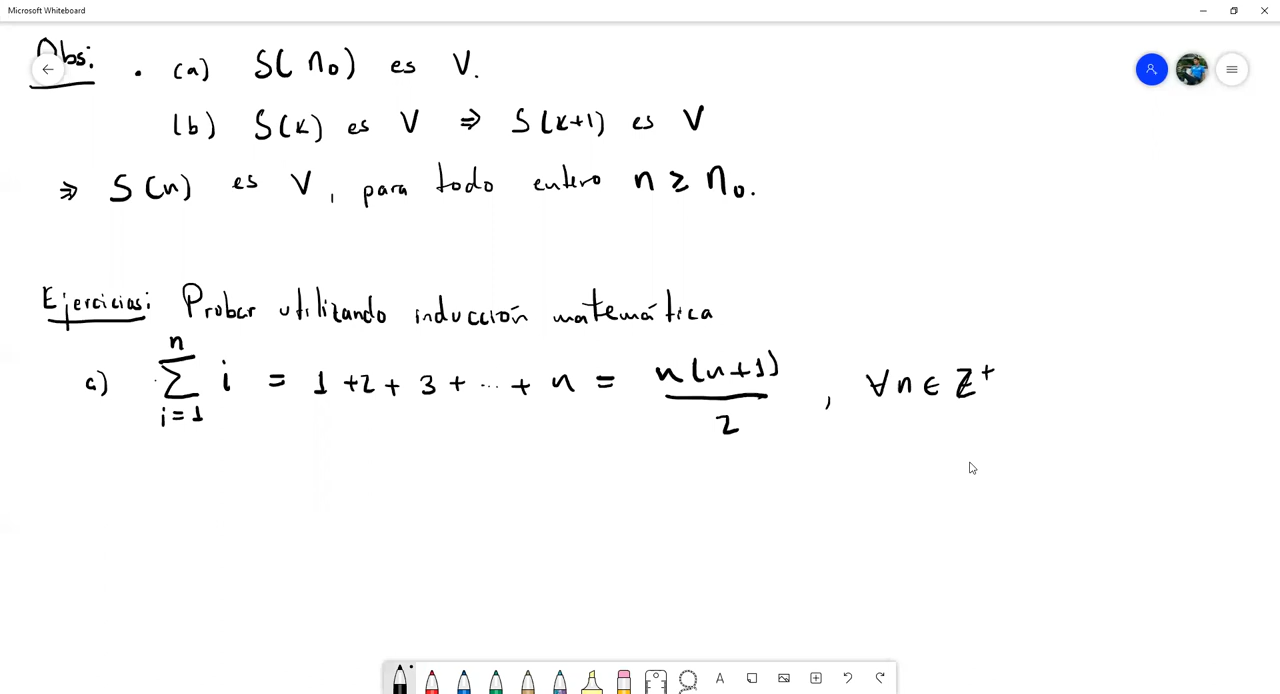 Microsoft Whiteboard
Obs: • (a) S(n₀) es V.
(b) S(k) es V ⇒ S(k+1) es V
⇒ S(n) es V, para todo entero n ≥ n₀.
Ejercicios: Probar utilizando inducción matemática
a) ∑_{i=1}^{n} i = 1 + 2 + 3 + ... + n = n(n+1)/2 , ∀n ∈ Z⁺